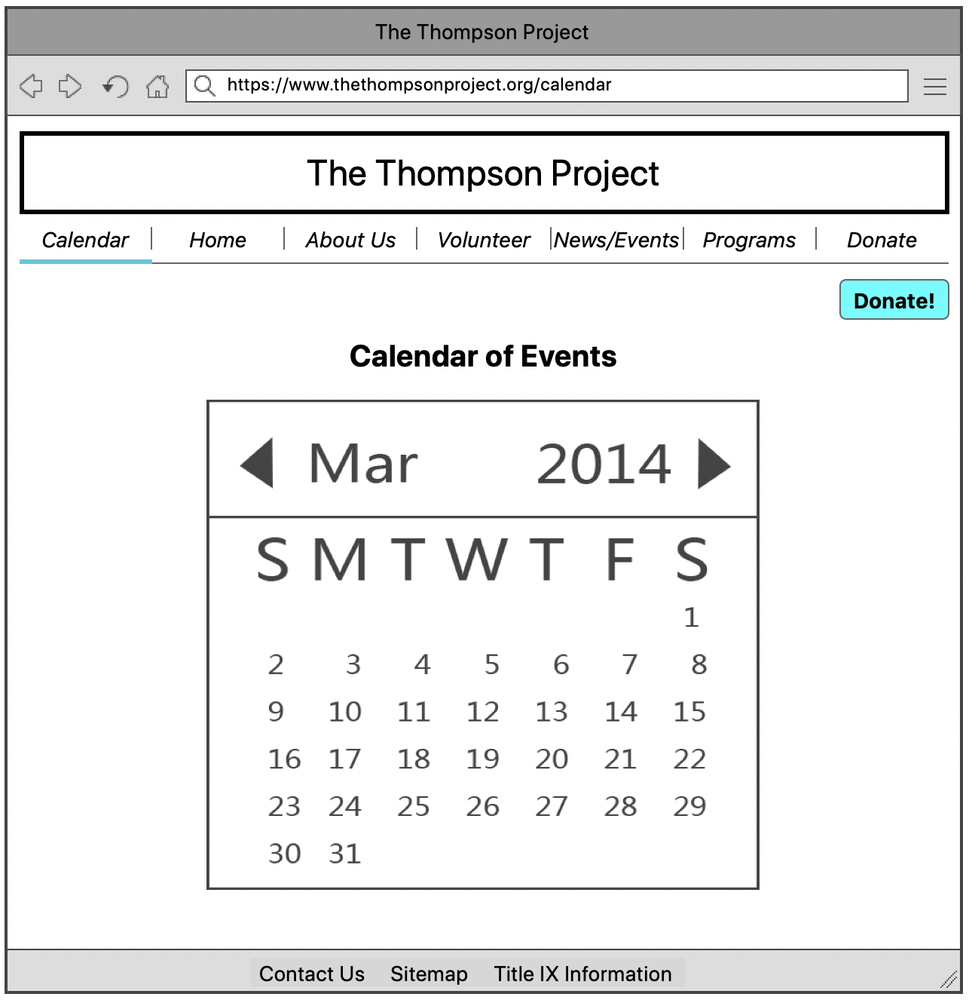 The Thompson Project
https://www.thethompsonproject.org/calendar
The Thompson Project
Calendar Home About Us Volunteer News/Events Programs Donate
Donate!
Calendar of Events
Mar 2014
S M T W T F S
1
2 3 4 5 6 7 8
9 10 11 12 13 14 15
16 17 18 19 20 21 22
23 24 25 26 27 28 29
30 31
Contact Us Sitemap Title IX Information